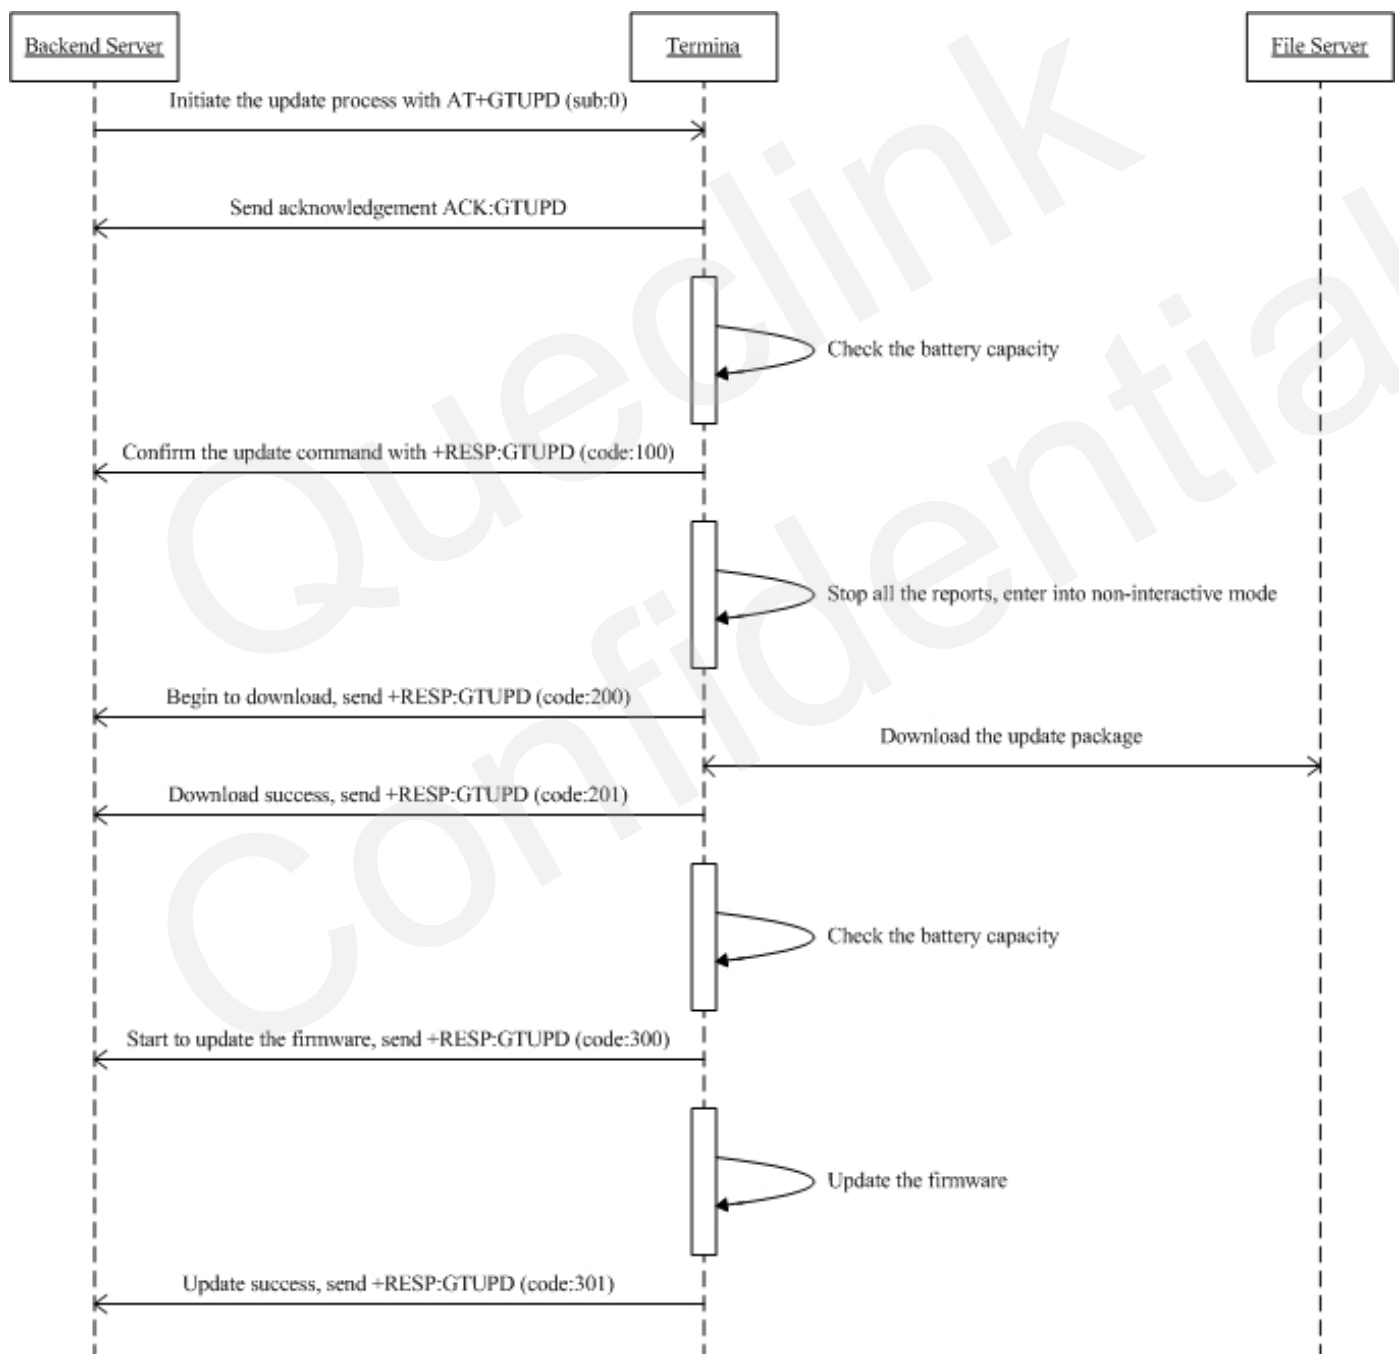 Backend Server
Termina
File Server
Initiate the update process with AT+GTUPD (sub:0)
Send acknowledgement ACK:GTUPD
Check the battery capacity
Confirm the update command with +RESP:GTUPD (code:100)
Stop all the reports, enter into non-interactive mode
Begin to download, send +RESP:GTUPD (code:200)
Download the update package
Download success, send +RESP:GTUPD (code:201)
Check the battery capacity
Start to update the firmware, send +RESP:GTUPD (code:300)
Update the firmware
Update success, send +RESP:GTUPD (code:301)
Queclink
Confidential